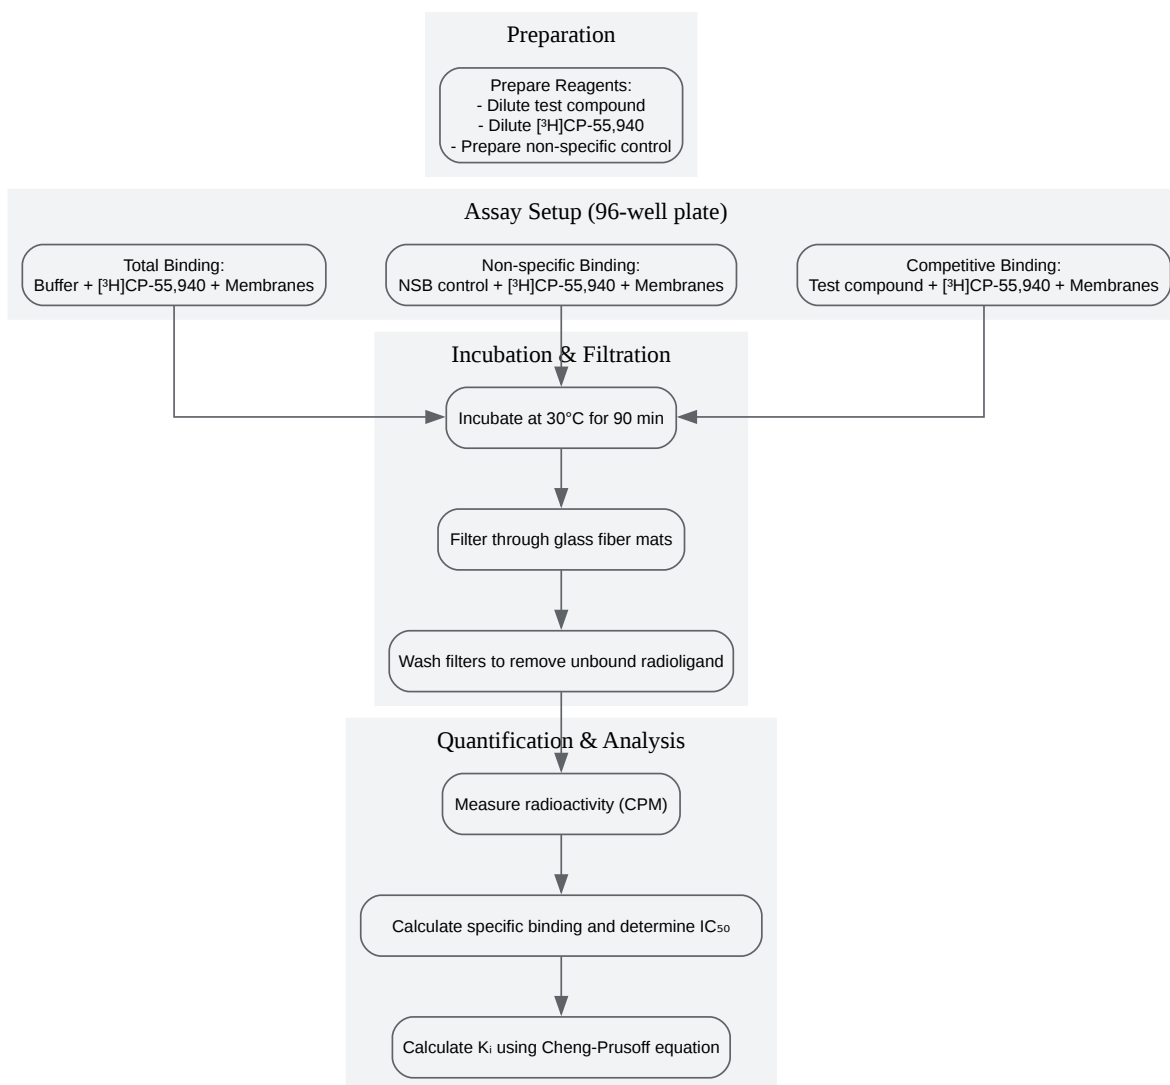 Preparation
Prepare Reagents:
- Dilute test compound
- Dilute [³H]CP-55,940
- Prepare non-specific control
Assay Setup (96-well plate)
Total Binding:
Buffer + [³H]CP-55,940 + Membranes
Non-specific Binding:
NSB control + [³H]CP-55,940 + Membranes
Competitive Binding:
Test compound + [³H]CP-55,940 + Membranes
Incubation & Filtration
Incubate at 30°C for 90 min
Filter through glass fiber mats
Wash filters to remove unbound radioligand
Quantification & Analysis
Measure radioactivity (CPM)
Calculate specific binding and determine IC₅₀
Calculate Kᵢ using Cheng-Prusoff equation